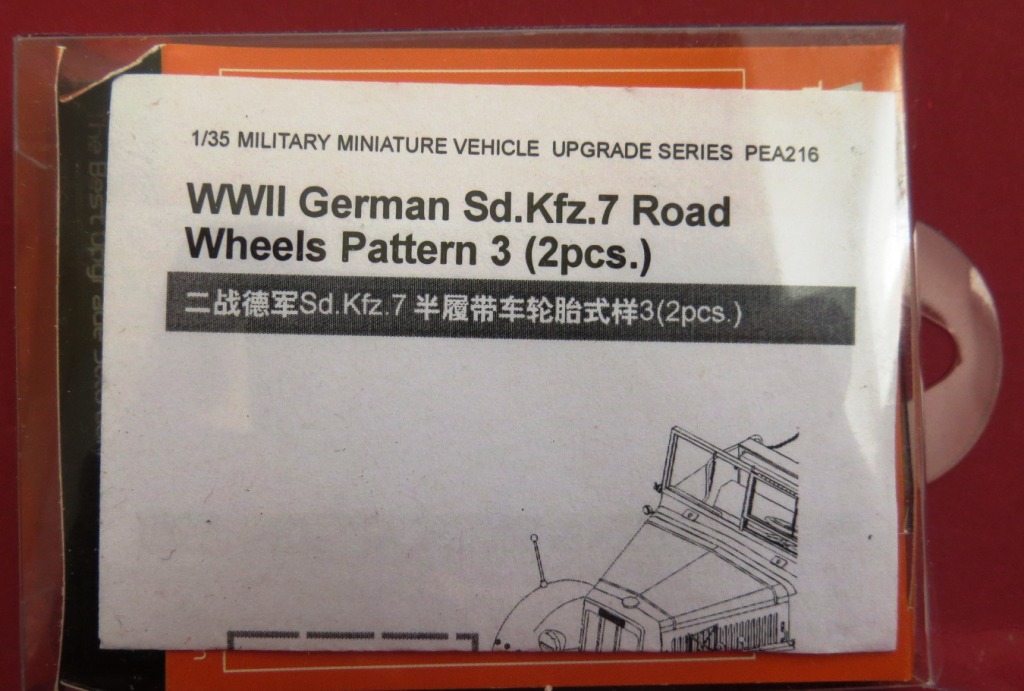 1/35 MILITARY MINIATURE VEHICLE UPGRADE SERIES PEA216
WWII German Sd.Kfz.7 Road
Wheels Pattern 3 (2pcs.)
二战德军Sd.Kfz.7 半履带车轮胎式样3(2pcs.)